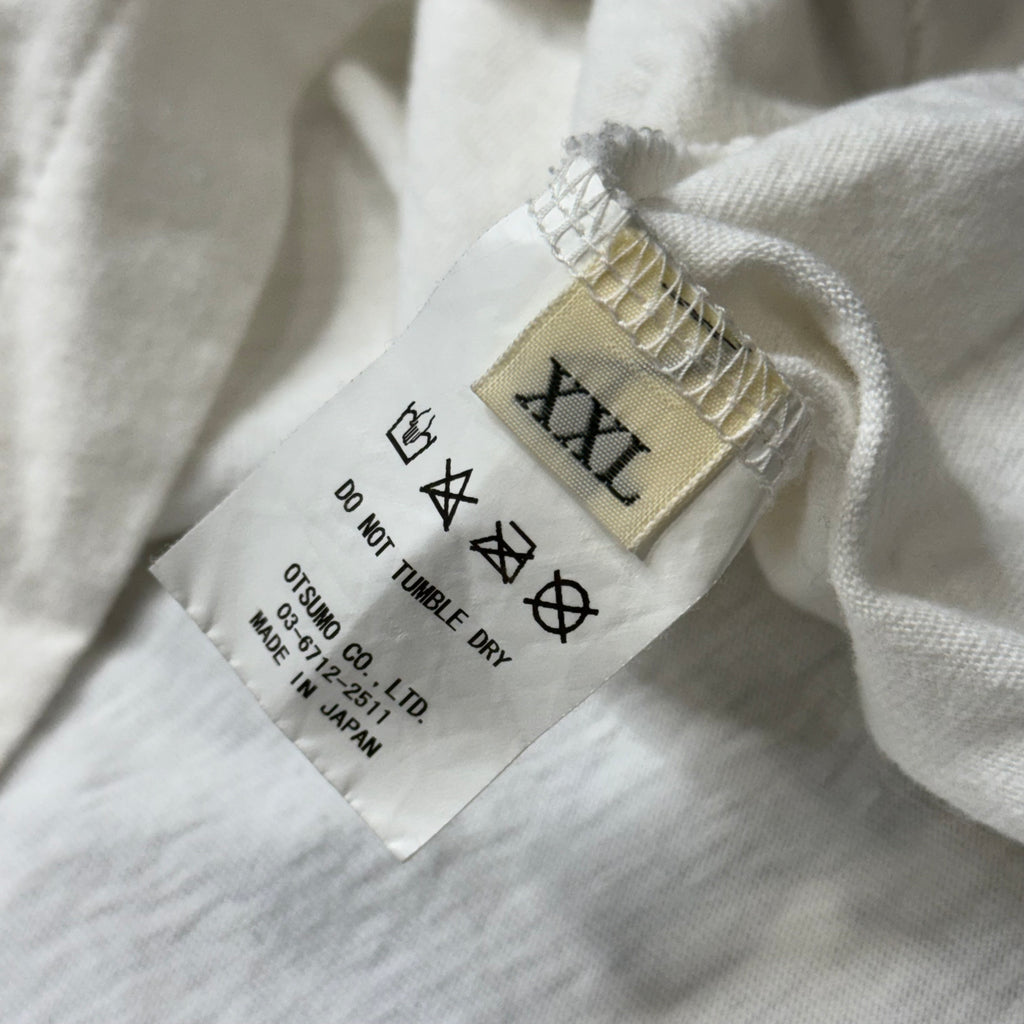 XXL
DO NOT TUMBLE DRY
OTSUMO CO., LTD.
03-6712-2511
MADE IN JAPAN